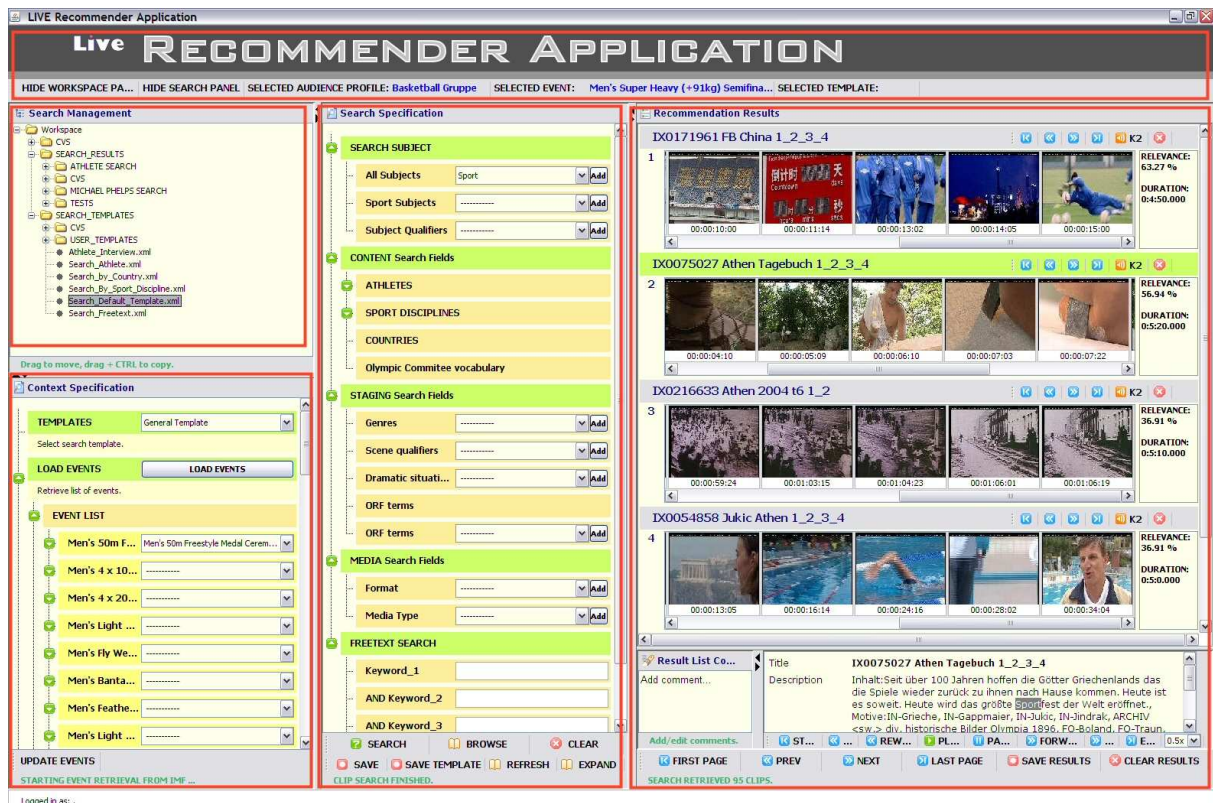 LIVE Recommender Application
Live RECOMMENDER APPLICATION
HIDE WORKSPACE PA... HIDE SEARCH PANEL SELECTED AUDIENCE PROFILE: Basketball Gruppe SELECTED EVENT: Men's Super Heavy (+91kg) Semifina... SELECTED TEMPLATE:
Search Management
Workspace
CVS
SEARCH_RESULTS
ATHLETE SEARCH
CVS
MICHAEL PHELPS SEARCH
TESTS
SEARCH_TEMPLATES
CVS
USER_TEMPLATES
Athlete_Interview.xml
Search_Athlete.xml
Search_by_Country.xml
Search_By_Sport_Discipline.xml
Search_Default_Template.xml
Search_Freetext.xml
Drag to move, drag + CTRL to copy.
Context Specification
TEMPLATES General Template
Select search template.
LOAD EVENTS LOAD EVENTS
Retrieve list of events.
EVENT LIST
Men's 50m F... Men's 50m Freestyle Medal Cerem...
Men's 4 x 10... -----------
Men's 4 x 20... -----------
Men's Light ... -----------
Men's Fly We... -----------
Men's Banta... -----------
Men's Feathe... -----------
Men's Light ... -----------
UPDATE EVENTS
STARTING EVENT RETRIEVAL FROM IMF ...
Logged in as: .
Search Specification
SEARCH SUBJECT
All Subjects Sport Add
Sport Subjects ----------- Add
Subject Qualifiers ----------- Add
CONTENT Search Fields
ATHLETES
SPORT DISCIPLINES
COUNTRIES
Olympic Commitee vocabulary
STAGING Search Fields
Genres ----------- Add
Scene qualifiers ----------- Add
Dramatic situati... ----------- Add
ORF terms
ORF terms ----------- Add
MEDIA Search Fields
Format ----------- Add
Media Type ----------- Add
FREETEXT SEARCH
Keyword_1
AND Keyword_2
AND Keyword_3
SEARCH BROWSE CLEAR
SAVE SAVE TEMPLATE REFRESH EXPAND
CLIP SEARCH FINISHED.
Recommendation Results
IX0171961 FB China 1_2_3_4 K2
1
倒计时 天
Countdown days
秒
RELEVANCE:
63.27 %
DURATION:
0:4:50.000
00:00:10:00 00:00:11:14 00:00:13:02 00:00:14:05 00:00:15:00
IX0075027 Athen Tagebuch 1_2_3_4 K2
2
RELEVANCE:
56.94 %
DURATION:
0:5:20.000
00:00:04:10 00:00:05:09 00:00:06:10 00:00:07:03 00:00:07:22
IX0216633 Athen 2004 t6 1_2 K2
3
RELEVANCE:
36.91 %
DURATION:
0:5:10.000
00:00:59:24 00:01:03:15 00:01:04:23 00:01:06:01 00:01:06:19
IX0054858 Jukic Athen 1_2_3_4 K2
4
RELEVANCE:
36.91 %
DURATION:
0:5:0.000
00:00:13:05 00:00:16:14 00:00:24:16 00:00:28:02 00:00:34:04
Result List Co...
Add comment...
Add/edit comments.
Title IX0075027 Athen Tagebuch 1_2_3_4
Description Inhalt:Seit über 100 Jahren hoffen die Götter Griechenlands das
die Spiele wieder zurück zu ihnen nach Hause kommen. Heute ist
es soweit. Heute wird das größte Sportfest der Welt eröffnet.,
Motive:IN-Grieche, IN-Gappmaier, IN-Jukic, IN-Jindrak, ARCHIV
<sw.> div. historische Bilder Olympia 1896, FO-Boland, FO-Traun,
ST... ... REW... PL... PA... FORW... ... E... 0.5x
FIRST PAGE PREV NEXT LAST PAGE SAVE RESULTS CLEAR RESULTS
SEARCH RETRIEVED 95 CLIPS.